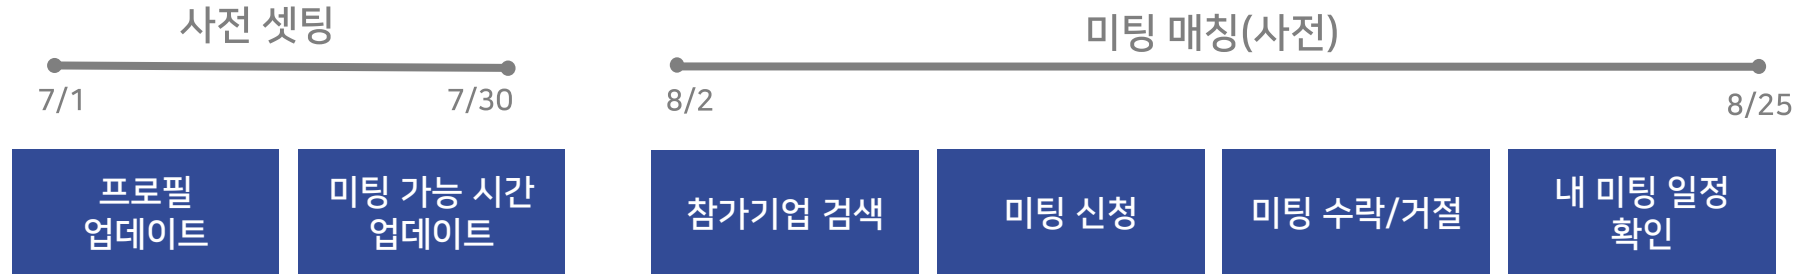 사전 셋팅
7/1
7/30
프로필
업데이트
미팅 가능 시간
업데이트
미팅 매칭(사전)
8/2
8/25
참가기업 검색
미팅 신청
미팅 수락/거절
내 미팅 일정
확인